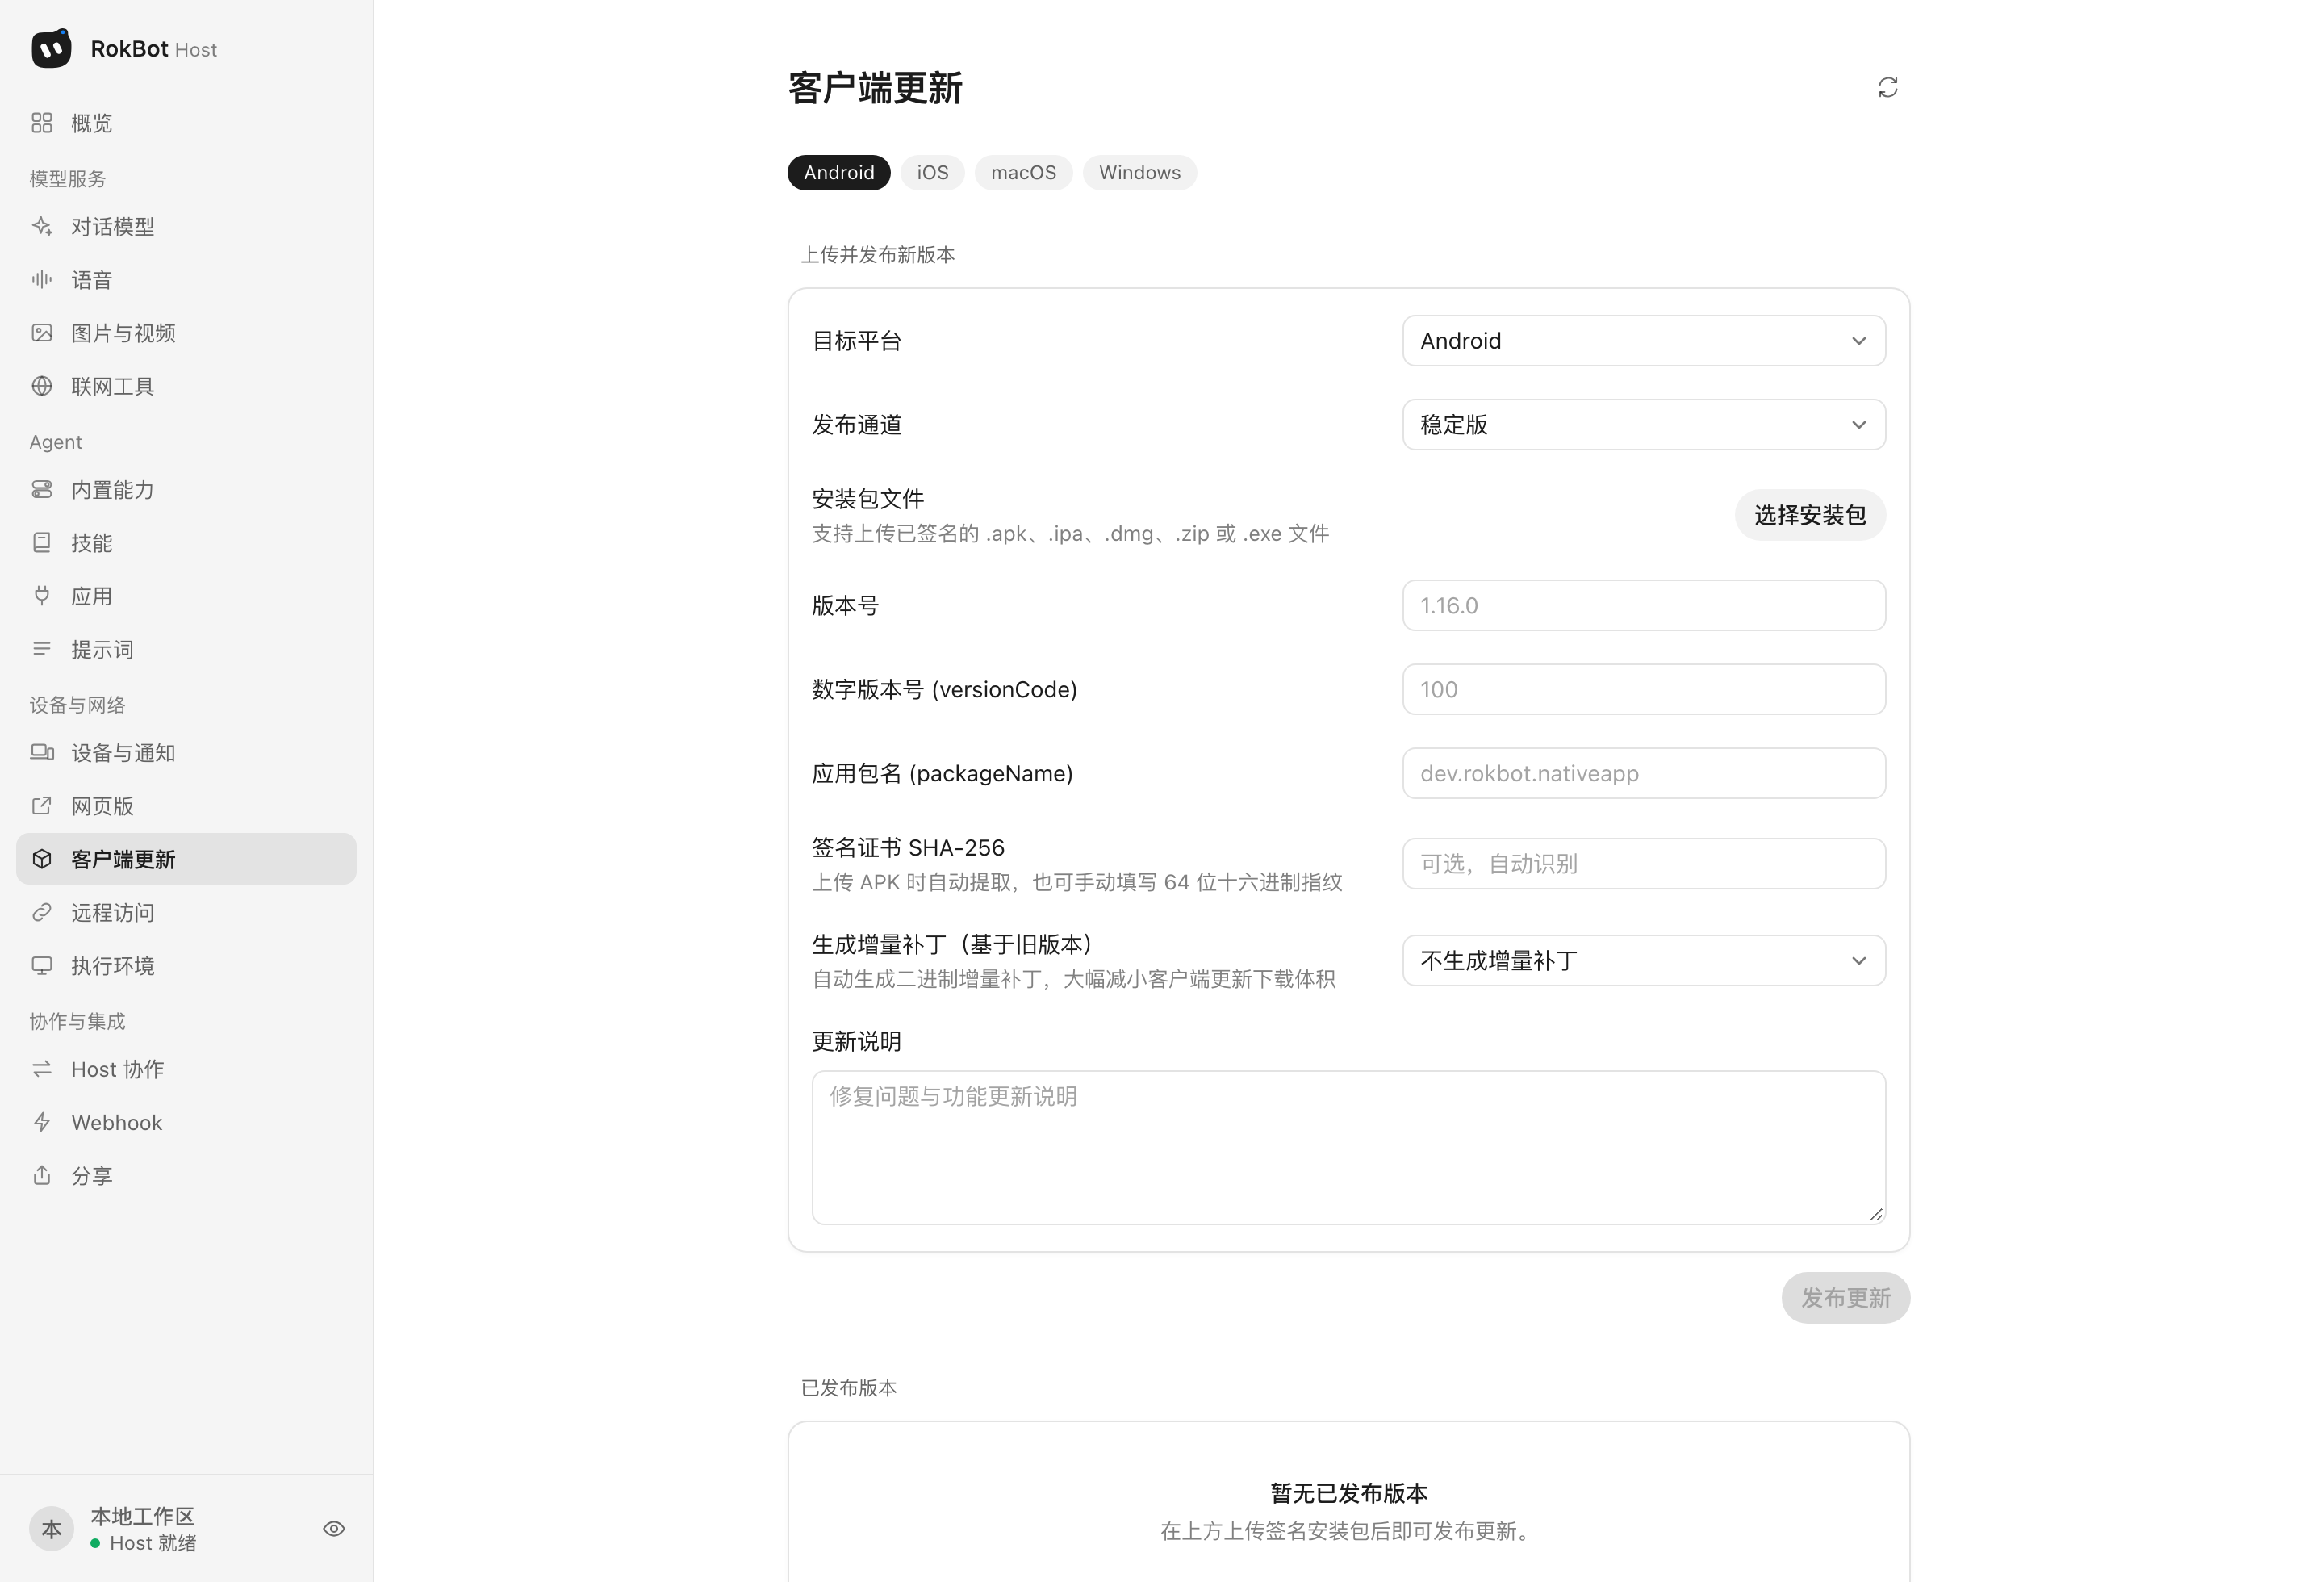 RokBot Host
概览
模型服务
对话模型
语音
图片与视频
联网工具
Agent
内置能力
技能
应用
提示词
设备与网络
设备与通知
网页版
客户端更新
远程访问
执行环境
协作与集成
Host 协作
Webhook
分享
本
本地工作区
Host 就绪
客户端更新
Android
iOS
macOS
Windows
上传并发布新版本
目标平台
Android
发布通道
稳定版
安装包文件
支持上传已签名的 .apk、.ipa、.dmg、.zip 或 .exe 文件
选择安装包
版本号
1.16.0
数字版本号 (versionCode)
100
应用包名 (packageName)
dev.rokbot.nativeapp
签名证书 SHA-256
上传 APK 时自动提取，也可手动填写 64 位十六进制指纹
可选，自动识别
生成增量补丁（基于旧版本）
自动生成二进制增量补丁，大幅减小客户端更新下载体积
不生成增量补丁
更新说明
修复问题与功能更新说明
发布更新
已发布版本
暂无已发布版本
在上方上传签名安装包后即可发布更新。